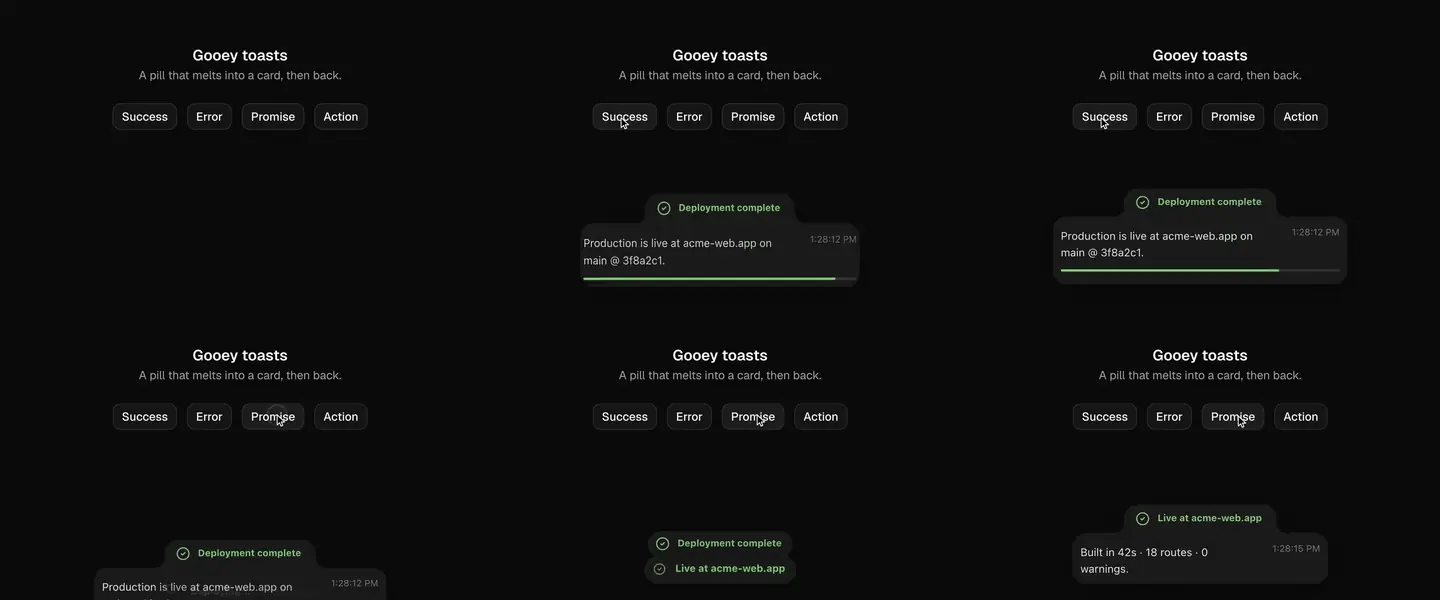 Gooey toasts
A pill that melts into a card, then back.
Success Error Promise Action
Gooey toasts
A pill that melts into a card, then back.
Success Error Promise Action
Deployment complete
Production is live at acme-web.app on 1:28:12 PM
main @ 3f8a2c1.
Gooey toasts
A pill that melts into a card, then back.
Success Error Promise Action
Deployment complete
Production is live at acme-web.app on 1:28:12 PM
main @ 3f8a2c1.
Gooey toasts
A pill that melts into a card, then back.
Success Error Promise Action
Deployment complete
Production is live at acme-web.app on 1:28:12 PM
Gooey toasts
A pill that melts into a card, then back.
Success Error Promise Action
Deployment complete
Live at acme-web.app
Gooey toasts
A pill that melts into a card, then back.
Success Error Promise Action
Live at acme-web.app
Built in 42s · 18 routes · 0 1:28:15 PM
warnings.